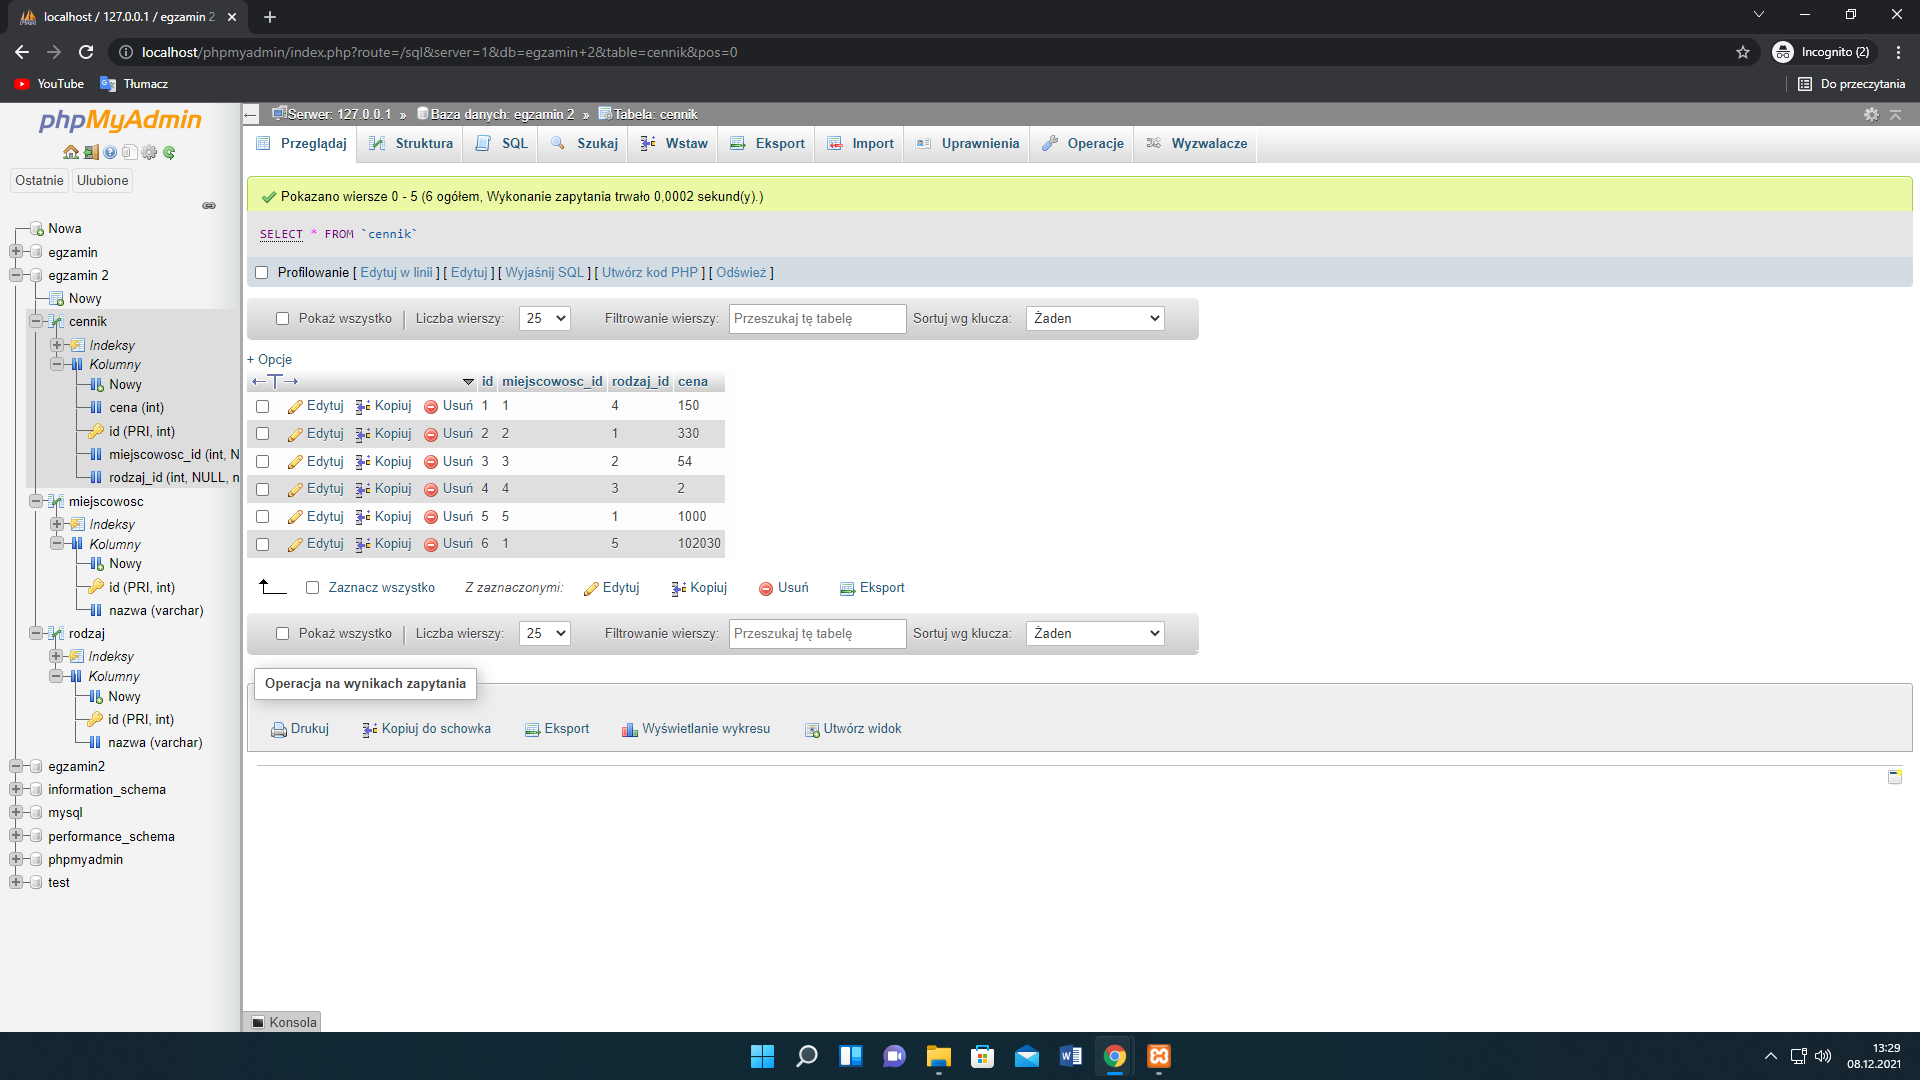 localhost / 127.0.0.1 / egzamin 2
localhost/phpmyadmin/index.php?route=/sql&server=1&db=egzamin+2&table=cennik&pos=0
Incognito (2)
YouTube
Tłumacz
Do przeczytania
phpMyAdmin
Ostatnie
Ulubione
Nowa
egzamin
egzamin 2
Nowy
cennik
Indeksy
Kolumny
Nowy
cena (int)
id (PRI, int)
miejscowosc_id (int, N
rodzaj_id (int, NULL, n
miejscowosc
Indeksy
Kolumny
Nowy
id (PRI, int)
nazwa (varchar)
rodzaj
Indeksy
Kolumny
Nowy
id (PRI, int)
nazwa (varchar)
egzamin2
information_schema
mysql
performance_schema
phpmyadmin
test
Serwer: 127.0.0.1 » Baza danych: egzamin 2 » Tabela: cennik
Przeglądaj Struktura SQL Szukaj Wstaw Eksport Import Uprawnienia Operacje Wyzwalacze
Pokazano wiersze 0 - 5 (6 ogółem, Wykonanie zapytania trwało 0,0002 sekund(y).)
SELECT * FROM `cennik`
Profilowanie [ Edytuj w linii ] [ Edytuj ] [ Wyjaśnij SQL ] [ Utwórz kod PHP ] [ Odśwież ]
Pokaż wszystko | Liczba wierszy: 25 Filtrowanie wierszy: Przeszukaj tę tabelę Sortuj wg klucza: Żaden
+ Opcje
←T→ id miejscowosc_id rodzaj_id cena
Edytuj Kopiuj Usuń 1 1 4 150
Edytuj Kopiuj Usuń 2 2 1 330
Edytuj Kopiuj Usuń 3 3 2 54
Edytuj Kopiuj Usuń 4 4 3 2
Edytuj Kopiuj Usuń 5 5 1 1000
Edytuj Kopiuj Usuń 6 1 5 102030
Zaznacz wszystko Z zaznaczonymi: Edytuj Kopiuj Usuń Eksport
Pokaż wszystko | Liczba wierszy: 25 Filtrowanie wierszy: Przeszukaj tę tabelę Sortuj wg klucza: Żaden
Operacja na wynikach zapytania
Drukuj Kopiuj do schowka Eksport Wyświetlanie wykresu Utwórz widok
Konsola
13:29
08.12.2021